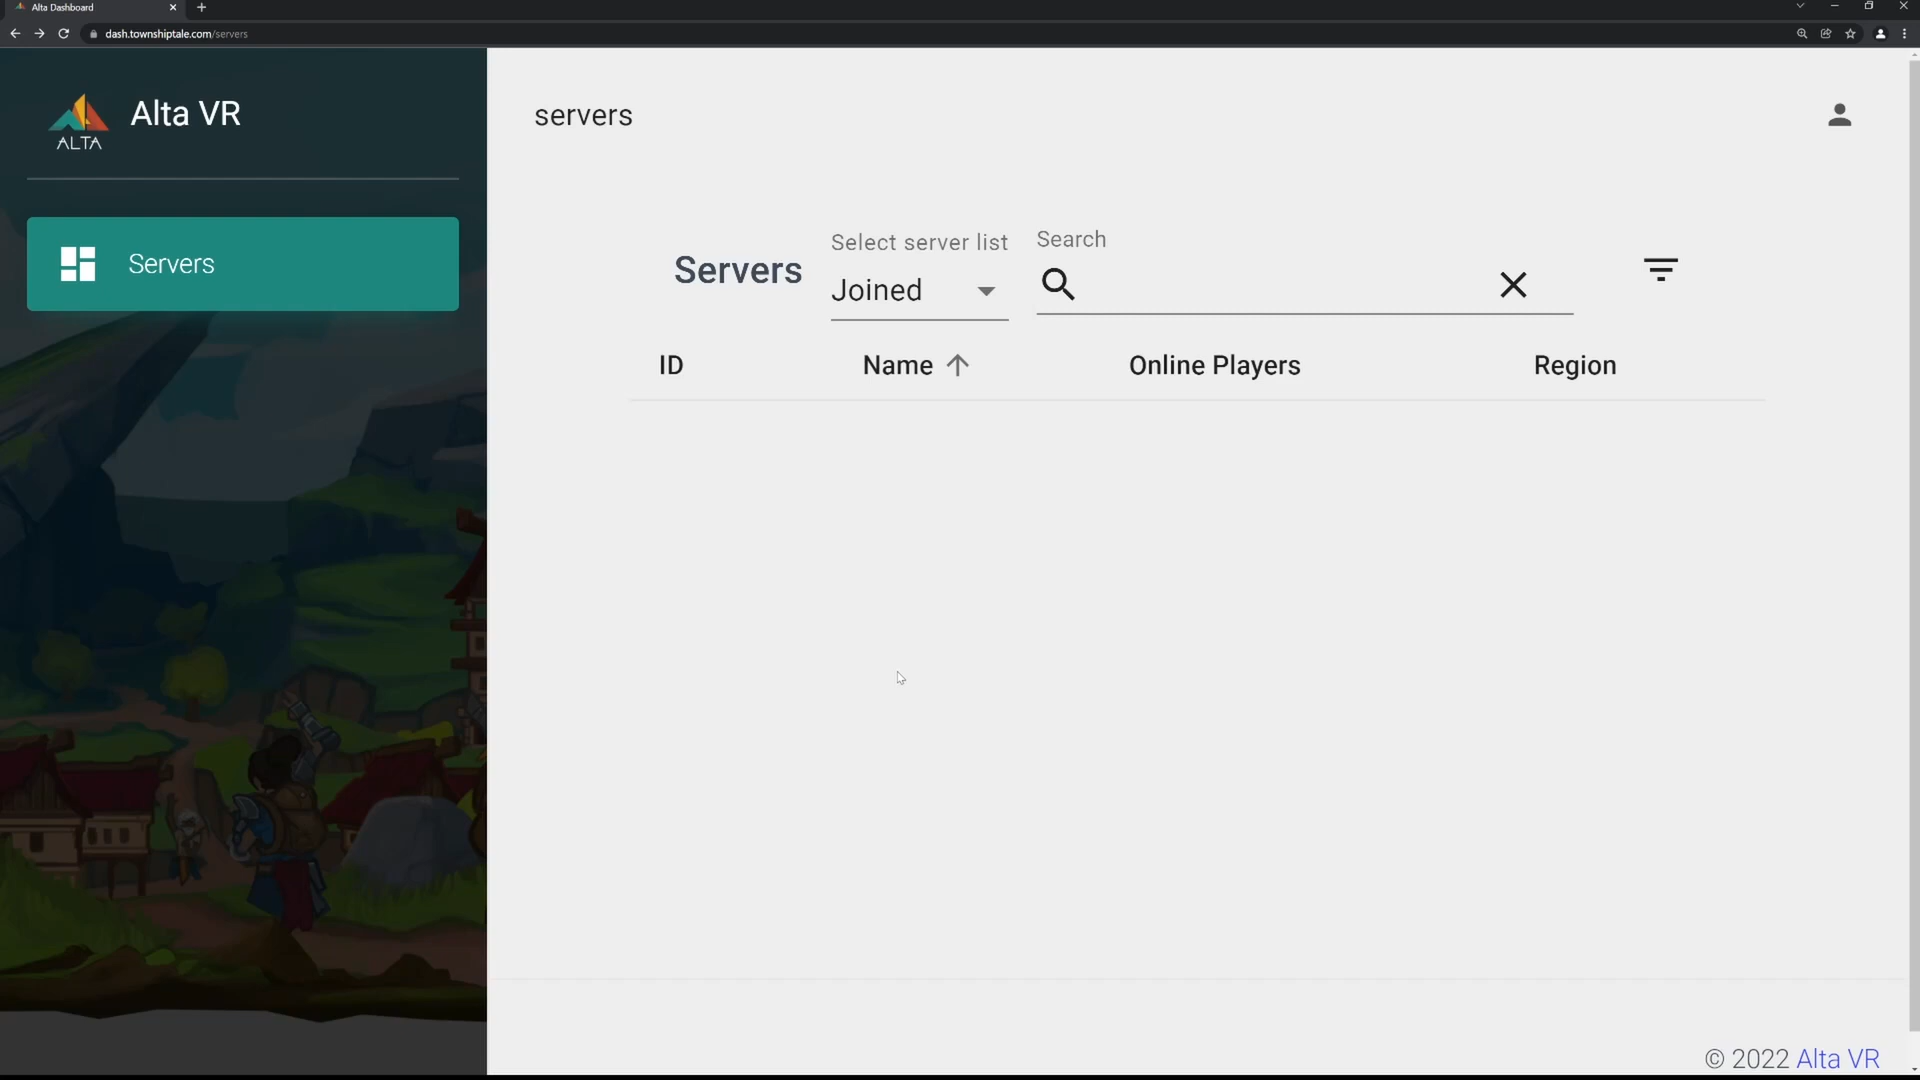 Alta Dashboard
dash.townshiptale.com/servers
ALTA
Alta VR
Servers
servers
Servers
Select server list
Joined
Search
ID
Name
Online Players
Region
© 2022 Alta VR